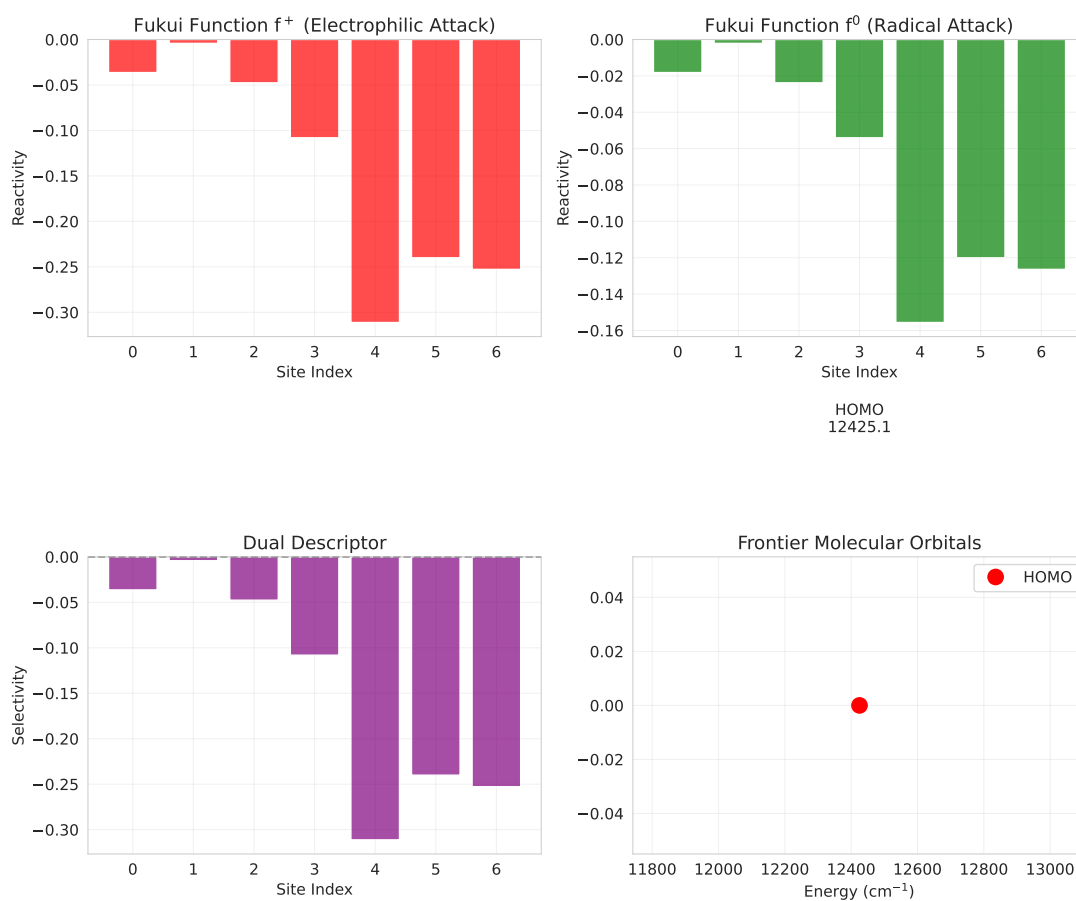 Fukui Function f⁺ (Electrophilic Attack)
0.00
−0.05
−0.10
−0.15
−0.20
−0.25
−0.30
Reactivity
0 1 2 3 4 5 6
Site Index
Fukui Function f⁰ (Radical Attack)
0.00
−0.02
−0.04
−0.06
−0.08
−0.10
−0.12
−0.14
−0.16
Reactivity
0 1 2 3 4 5 6
Site Index
HOMO
12425.1
Dual Descriptor
0.00
−0.05
−0.10
−0.15
−0.20
−0.25
−0.30
Selectivity
0 1 2 3 4 5 6
Site Index
Frontier Molecular Orbitals
HOMO
0.04
0.02
0.00
−0.02
−0.04
11800 12000 12200 12400 12600 12800 13000
Energy (cm⁻¹)